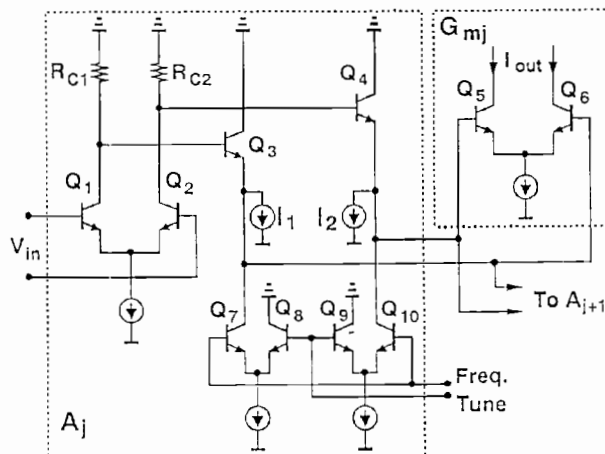 G_mj
R_C1
R_C2
Q_4
I_out
Q_5
Q_6
Q_3
Q_1
Q_2
I_1
I_2
V_in
To A_j+1
Q_7
Q_8
Q_9
Q_10
Freq.
Tune
A_j